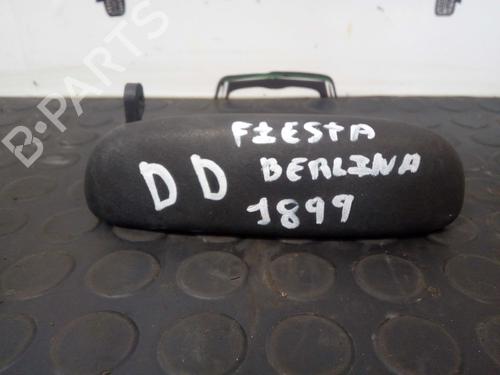 B-PARTS
FIESTA
DD BERLINA
1899